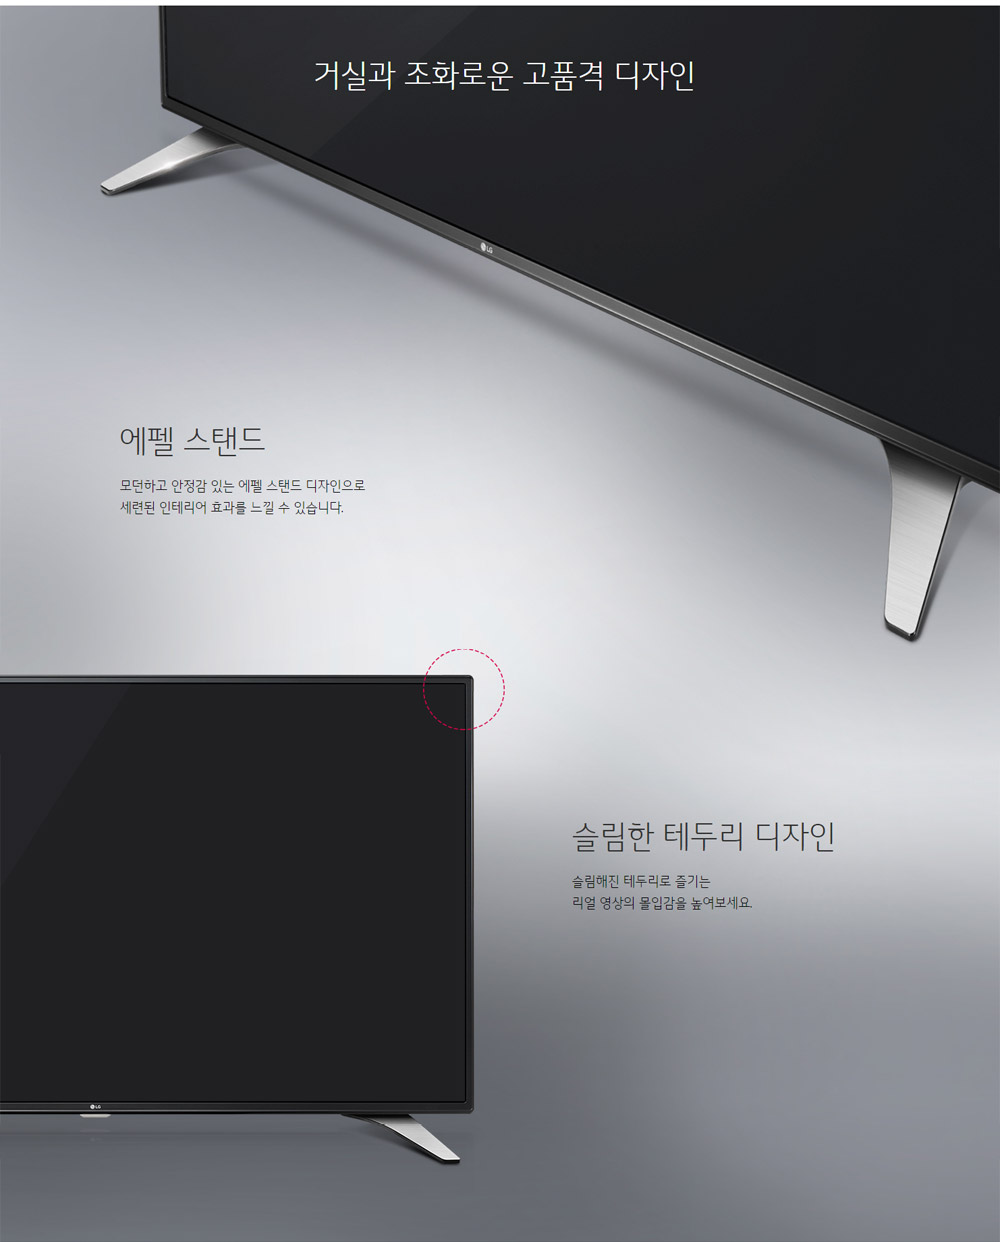 거실과 조화로운 고품격 디자인
LG
에펠 스탠드
모던하고 안정감 있는 에펠 스탠드 디자인으로
세련된 인테리어 효과를 느낄 수 있습니다.
슬림한 테두리 디자인
슬림해진 테두리로 즐기는
리얼 영상의 몰입감을 높여보세요.
LG